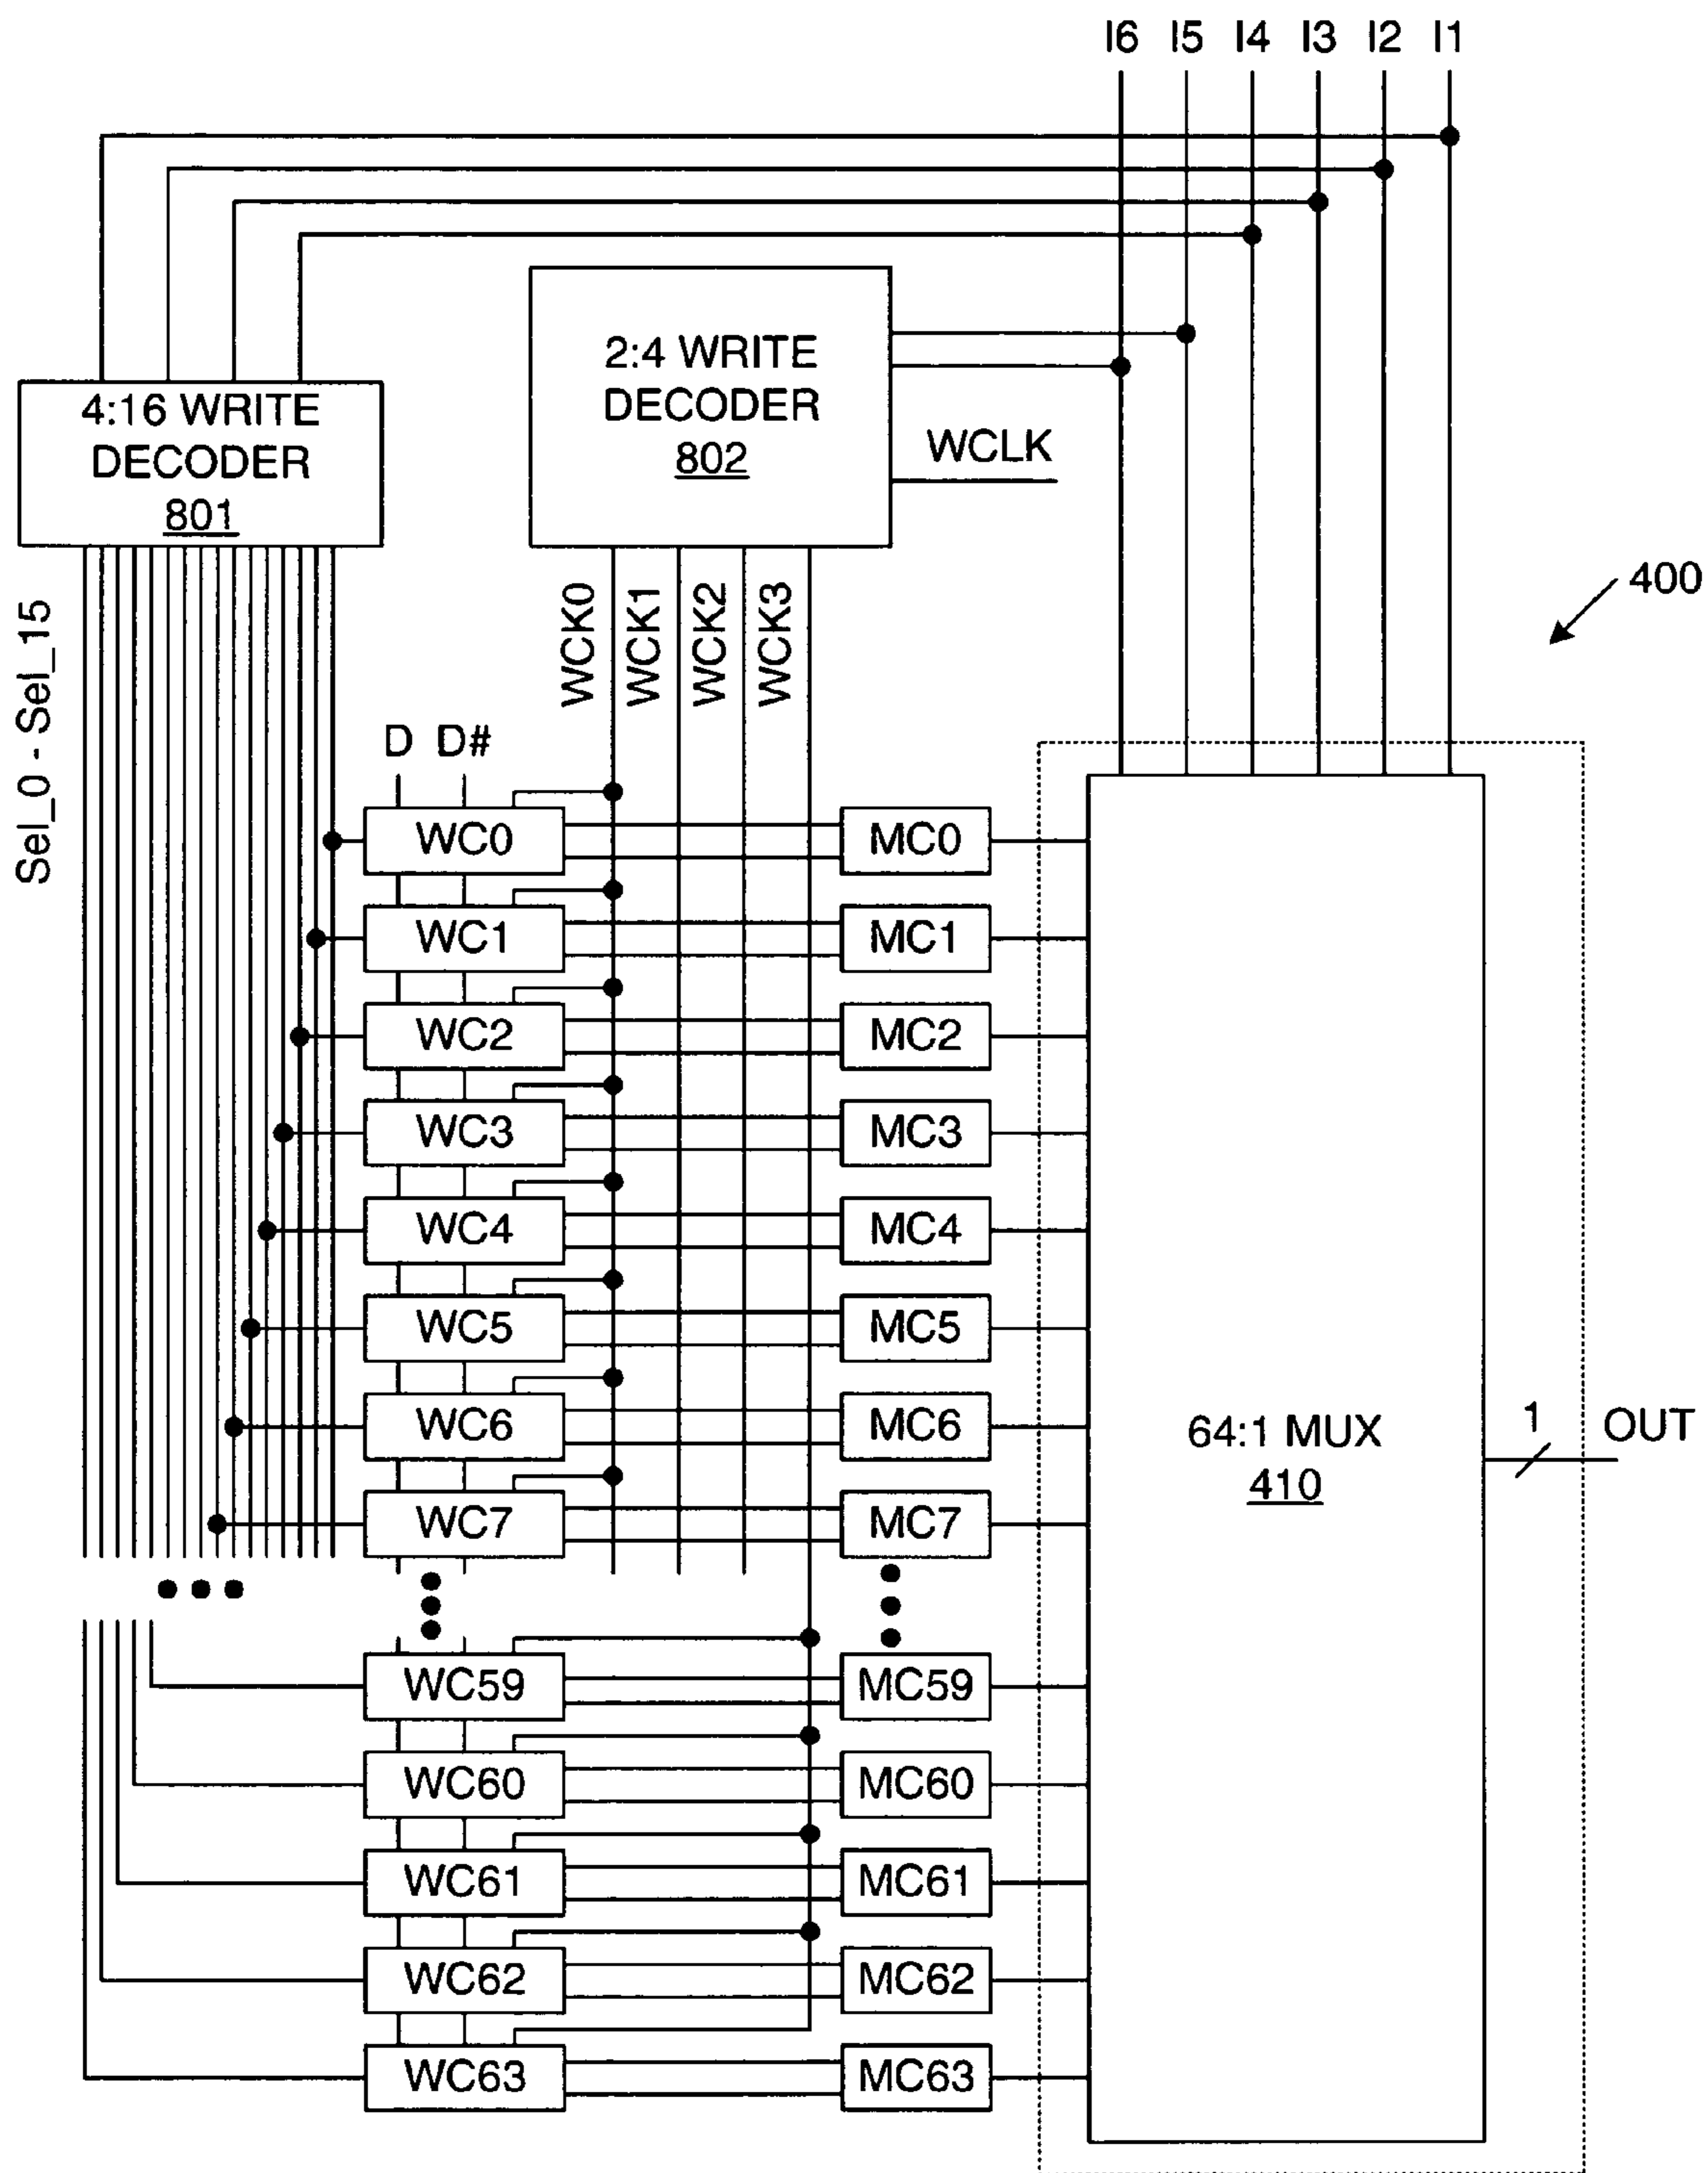 I6 I5 I4 I3 I2 I1
4:16 WRITE
DECODER
801
2:4 WRITE
DECODER
802
WCLK
400
Sel_0 - Sel_15
WCK0
WCK1
WCK2
WCK3
D D#
WC0 MC0
WC1 MC1
WC2 MC2
WC3 MC3
WC4 MC4
WC5 MC5
WC6 MC6
WC7 MC7
64:1 MUX
410
1
OUT
WC59 MC59
WC60 MC60
WC61 MC61
WC62 MC62
WC63 MC63